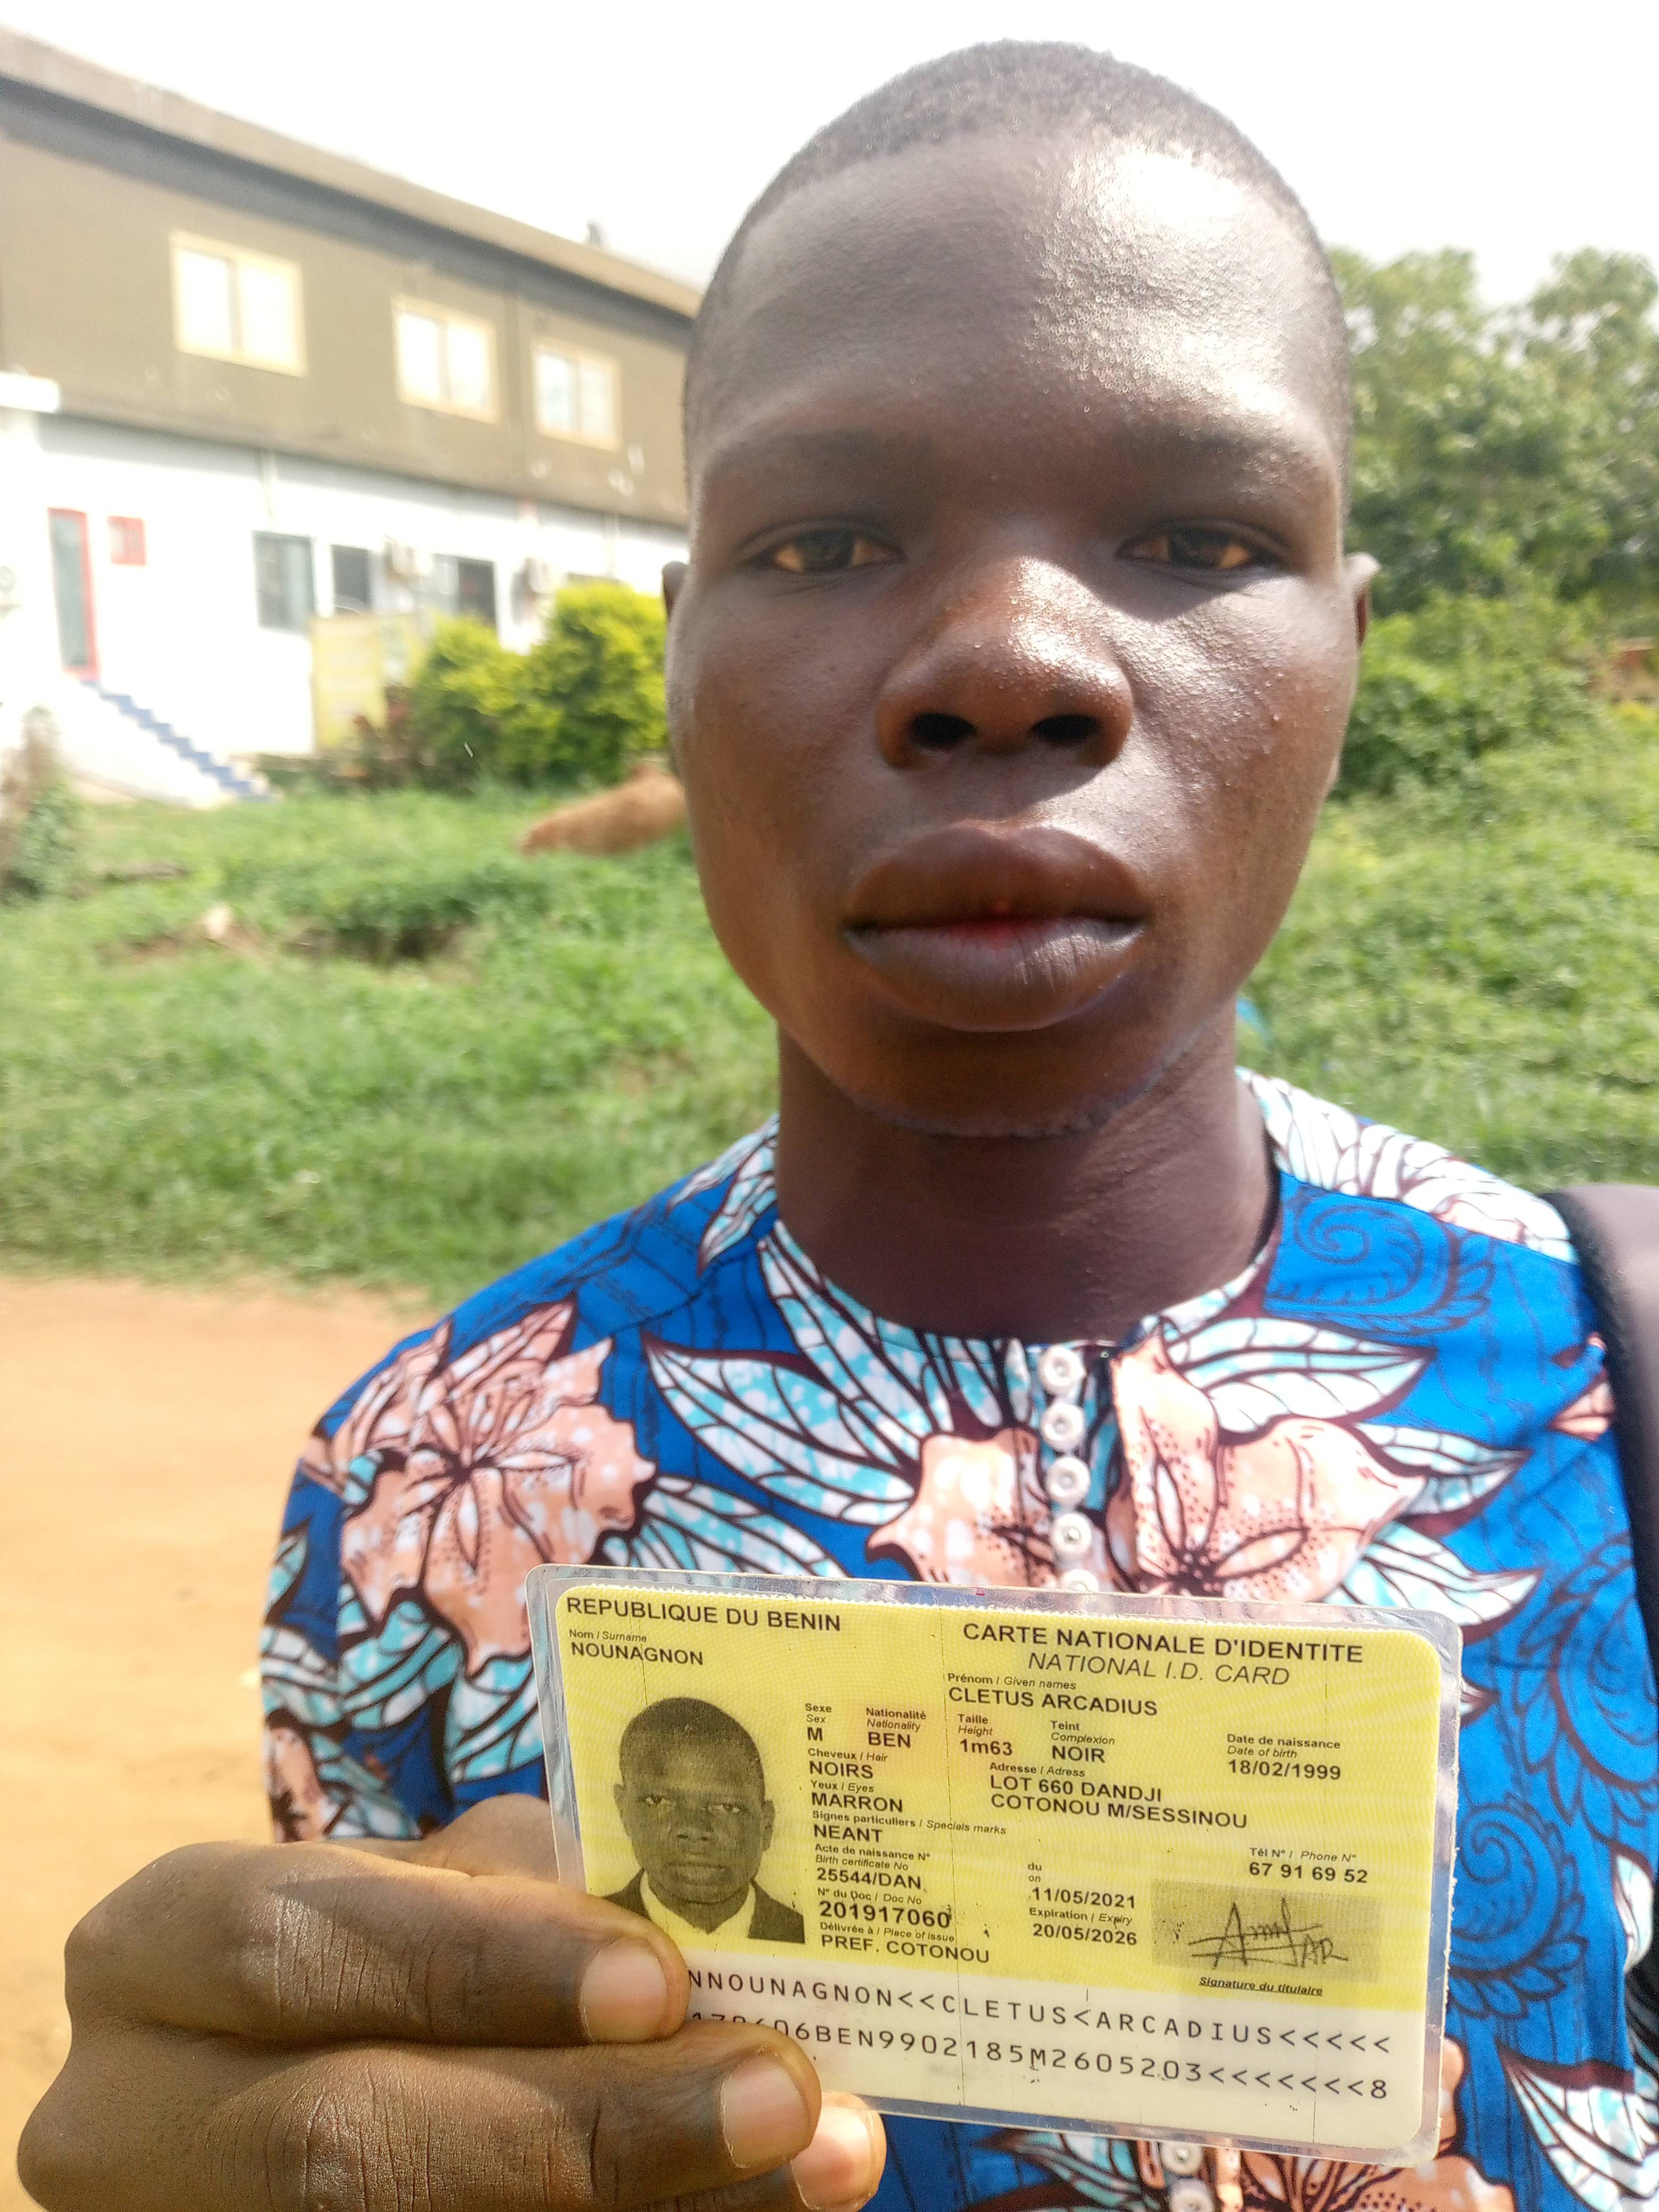 REPUBLIQUE DU BENIN
CARTE NATIONALE D'IDENTITE
NATIONAL I.D. CARD
Nom / Surname
NOUNAGNON
Prénom / Given names
CLETUS ARCADIUS
Sexe
Sex
M
Nationalité
Nationality
BEN
Taille
Height
1m63
Teint
Complexion
NOIR
Date de naissance
Date of birth
18/02/1999
Cheveux / Hair
NOIRS
Adresse / Adress
LOT 660 DANDJI
COTONOU M/SESSINOU
Yeux / Eyes
MARRON
Signes particuliers / Specials marks
NEANT
Tél N° / Phone N°
67 91 69 52
Acte de naissance N°
Birth certificate No
25544/DAN
du
on
11/05/2021
N° du Doc / Doc No
201917060
Expiration / Expiry
20/05/2026
Délivrée à / Place of issue
PREF. COTONOU
Signature du titulaire
NNOUNAGNON<<CLETUS<ARCADIUS<<<<<
06BEN9902185M2605203<<<<<<<8